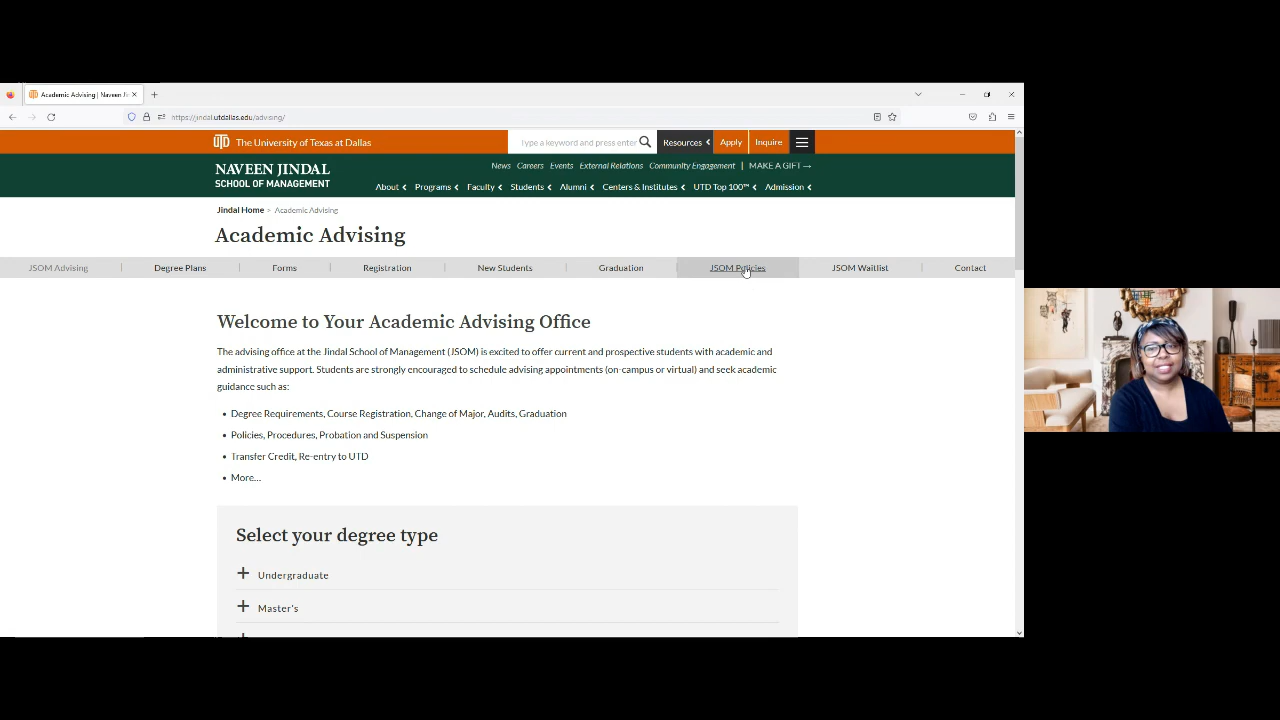 Academic Advising | Naveen Ji
https://jindal.utdallas.edu/advising/
UTD The University of Texas at Dallas
Type a keyword and press enter
Resources
Apply
Inquire
NAVEEN JINDAL
SCHOOL OF MANAGEMENT
News Careers Events External Relations Community Engagement | MAKE A GIFT →
About Programs Faculty Students Alumni Centers & Institutes UTD Top 100™ Admission
Jindal Home > Academic Advising
Academic Advising
JSOM Advising | Degree Plans | Forms | Registration | New Students | Graduation | JSOM Policies | JSOM Waitlist | Contact
Welcome to Your Academic Advising Office
The advising office at the Jindal School of Management (JSOM) is excited to offer current and prospective students with academic and
administrative support. Students are strongly encouraged to schedule advising appointments (on-campus or virtual) and seek academic
guidance such as:
• Degree Requirements, Course Registration, Change of Major, Audits, Graduation
• Policies, Procedures, Probation and Suspension
• Transfer Credit, Re-entry to UTD
• More...
Select your degree type
+ Undergraduate
+ Master's